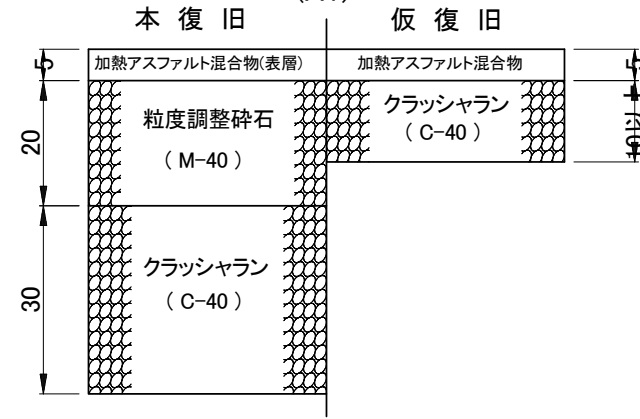 本復旧
仮復旧
5
加熱アスファルト混合物(表層)
加熱アスファルト混合物
5
20
粒度調整砕石
( M-40 )
クラッシャラン
( C-40 )
30
クラッシャラン
( C-40 )